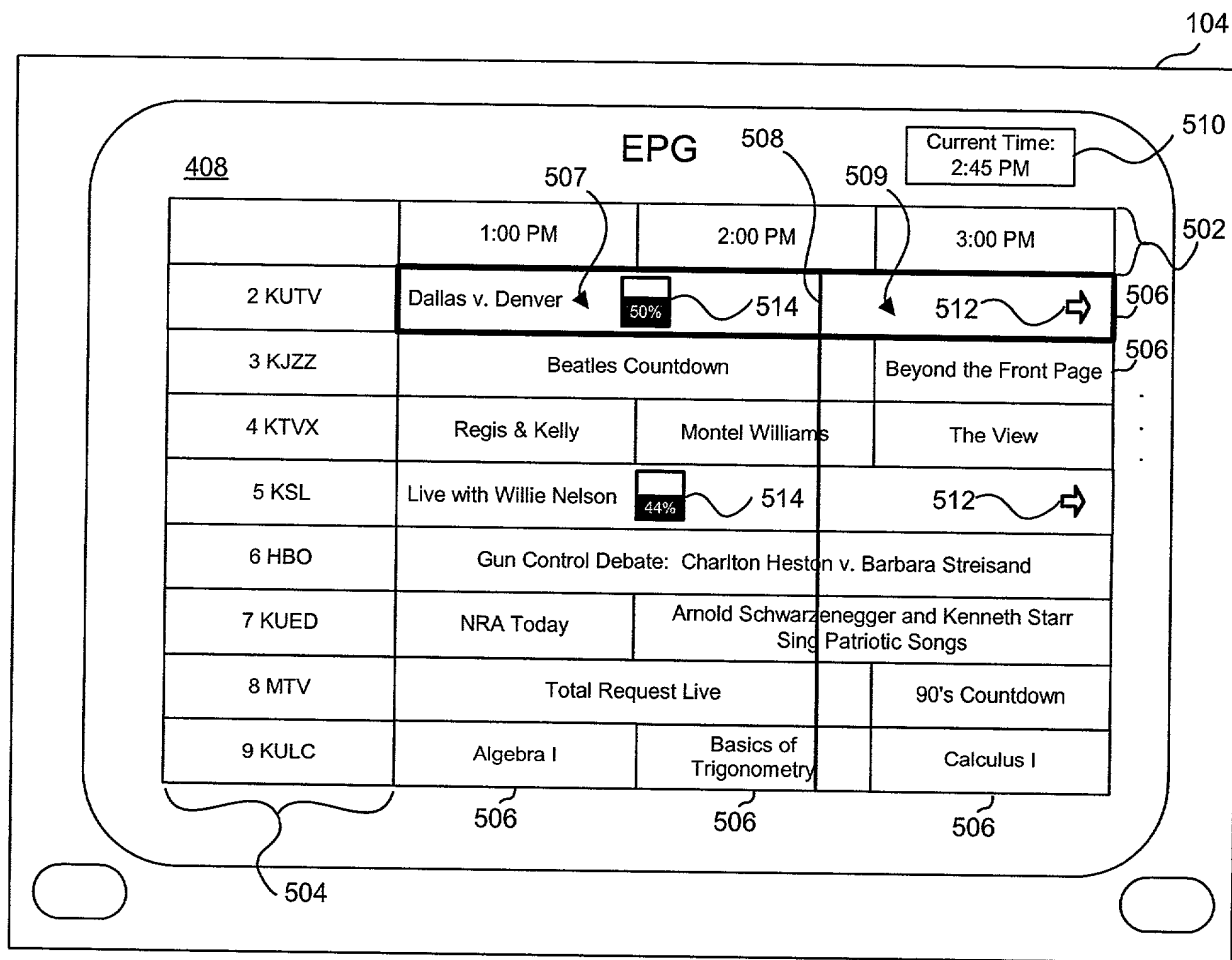 104
EPG
508
Current Time:
2:45 PM
510
408
507
509
1:00 PM
2:00 PM
3:00 PM
502
2 KUTV
Dallas v. Denver
50%
514
512
506
3 KJZZ
Beatles Countdown
Beyond the Front Page
506
4 KTVX
Regis & Kelly
Montel Williams
The View
5 KSL
Live with Willie Nelson
44%
514
512
6 HBO
Gun Control Debate: Charlton Heston v. Barbara Streisand
7 KUED
NRA Today
Arnold Schwarzenegger and Kenneth Starr
Sing Patriotic Songs
8 MTV
Total Request Live
90's Countdown
9 KULC
Algebra I
Basics of
Trigonometry
Calculus I
506
506
506
504